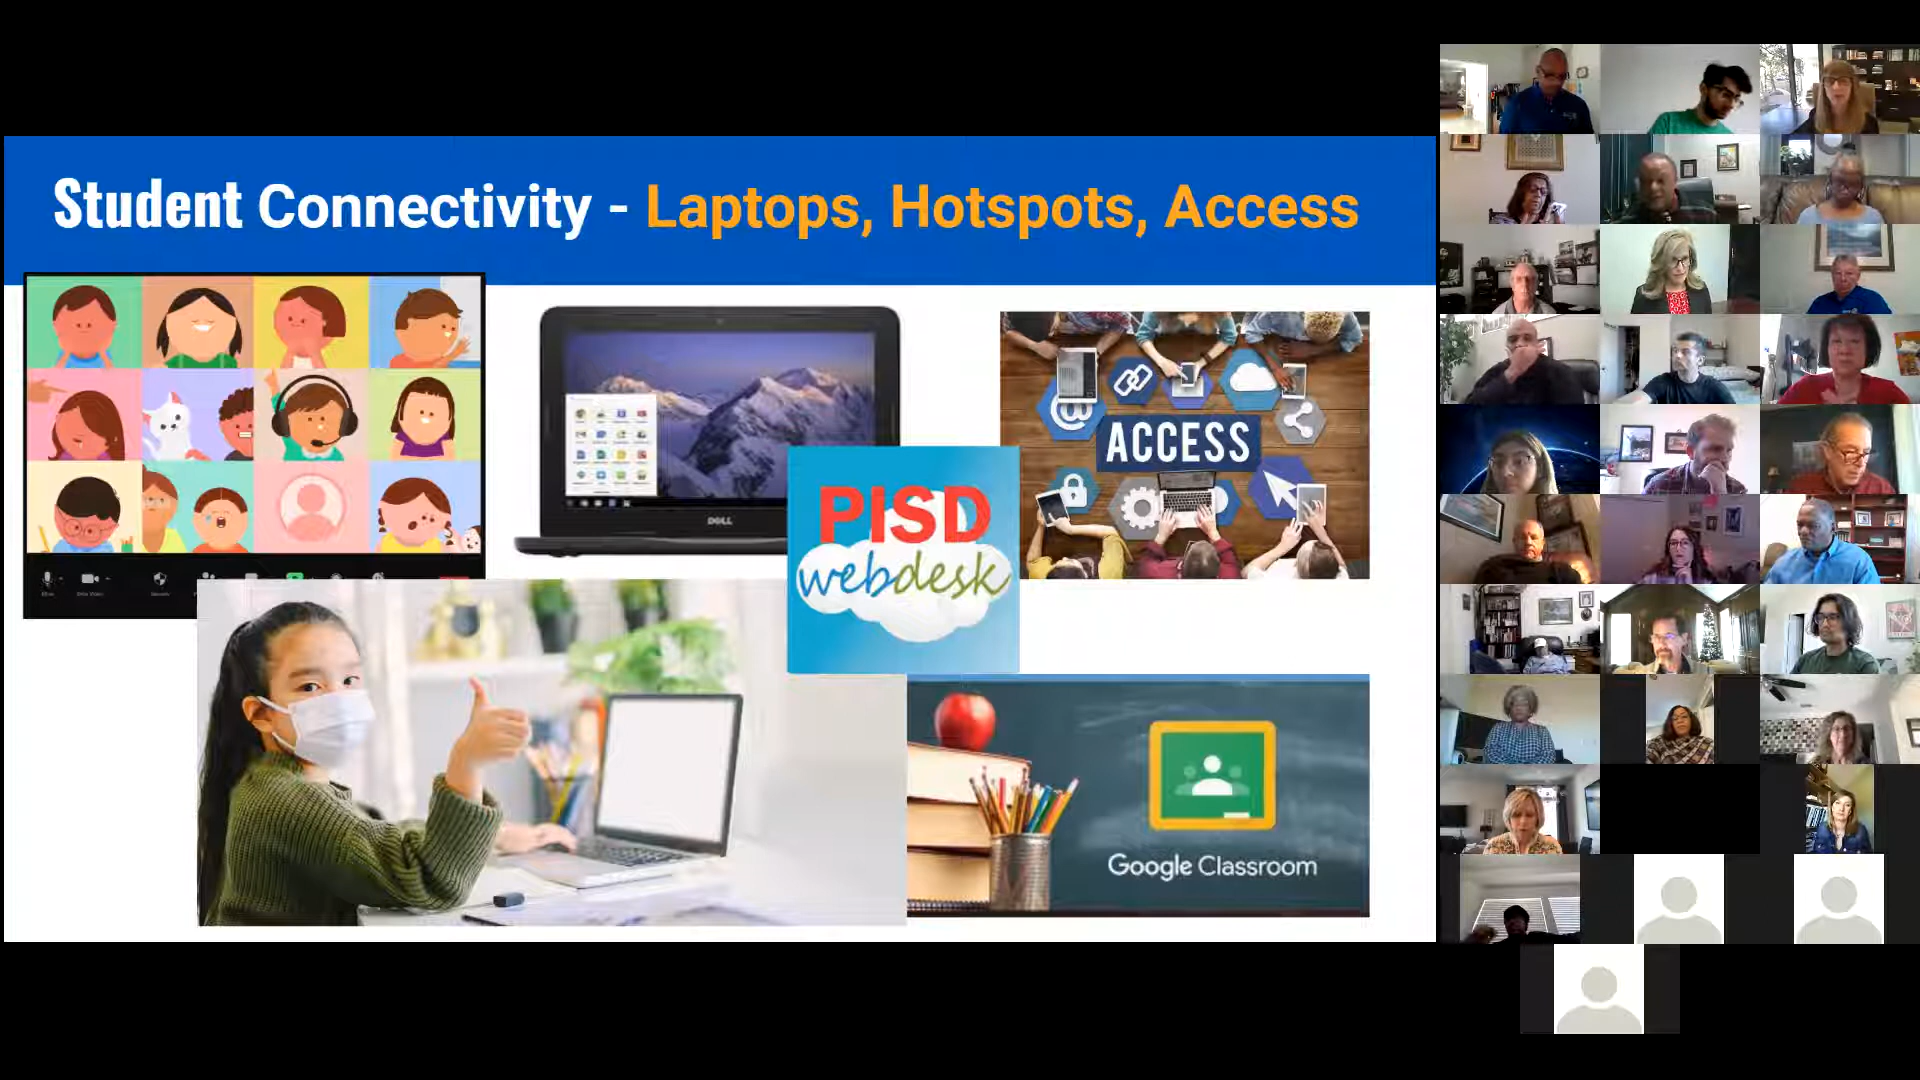 Student Connectivity - Laptops, Hotspots, Access
DELL
ACCESS
PISD
webdesk
Google Classroom